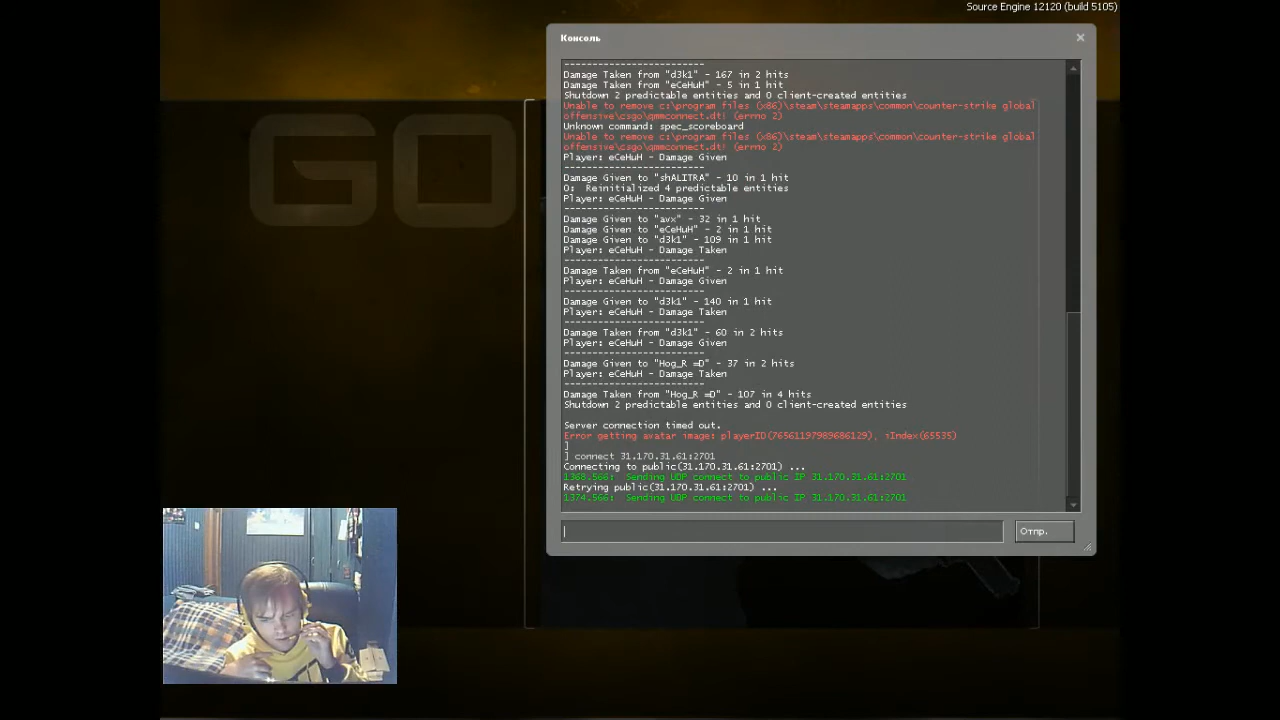 Source Engine 12120 (build 5105)
Консоль
-------------------------
Damage Taken from "d3k1" - 167 in 2 hits
Damage Taken from "eCeHuH" - 5 in 1 hit
Shutdown 2 predictable entities and 0 client-created entities
Unable to remove c:\program files (x86)\steam\steamapps\common\counter-strike global
offensive\csgo\qmmconnect.dt! (errno 2)
Unknown command: spec_scoreboard
Unable to remove c:\program files (x86)\steam\steamapps\common\counter-strike global
offensive\csgo\qmmconnect.dt! (errno 2)
Player: eCeHuH - Damage Given
-------------------------
Damage Given to "shALITRA" - 10 in 1 hit
0:  Reinitialized 4 predictable entities
Player: eCeHuH - Damage Given
-------------------------
Damage Given to "avx" - 32 in 1 hit
Damage Given to "eCeHuH" - 2 in 1 hit
Damage Given to "d3k1" - 109 in 1 hit
Player: eCeHuH - Damage Taken
-------------------------
Damage Taken from "eCeHuH" - 2 in 1 hit
Player: eCeHuH - Damage Given
-------------------------
Damage Given to "d3k1" - 140 in 1 hit
Player: eCeHuH - Damage Taken
-------------------------
Damage Taken from "d3k1" - 60 in 2 hits
Player: eCeHuH - Damage Given
-------------------------
Damage Given to "Hog_R =D" - 37 in 2 hits
Player: eCeHuH - Damage Taken
-------------------------
Damage Taken from "Hog_R =D" - 107 in 4 hits
Shutdown 2 predictable entities and 0 client-created entities
Server connection timed out.
Error getting avatar image: playerID(76561197989686129), iIndex(65535)
]
] connect 31.170.31.61:2701
Connecting to public(31.170.31.61:2701) ...
1368.566:  Sending UDP connect to public IP 31.170.31.61:2701
Retrying public(31.170.31.61:2701) ...
1374.566:  Sending UDP connect to public IP 31.170.31.61:2701
Отпр.
GO